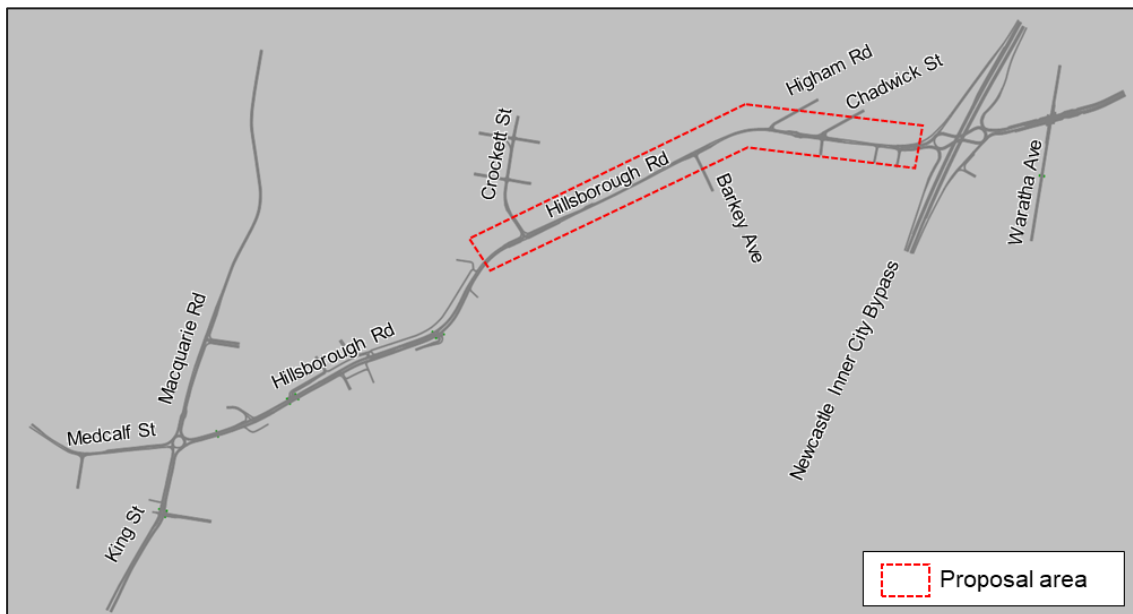 Higham Rd
Chadwick St
Crockett St
Hillsborough Rd
Barkey Ave
Waratha Ave
Newcastle Inner City Bypass
Macquarie Rd
Hillsborough Rd
Medcalf St
King St
Proposal area